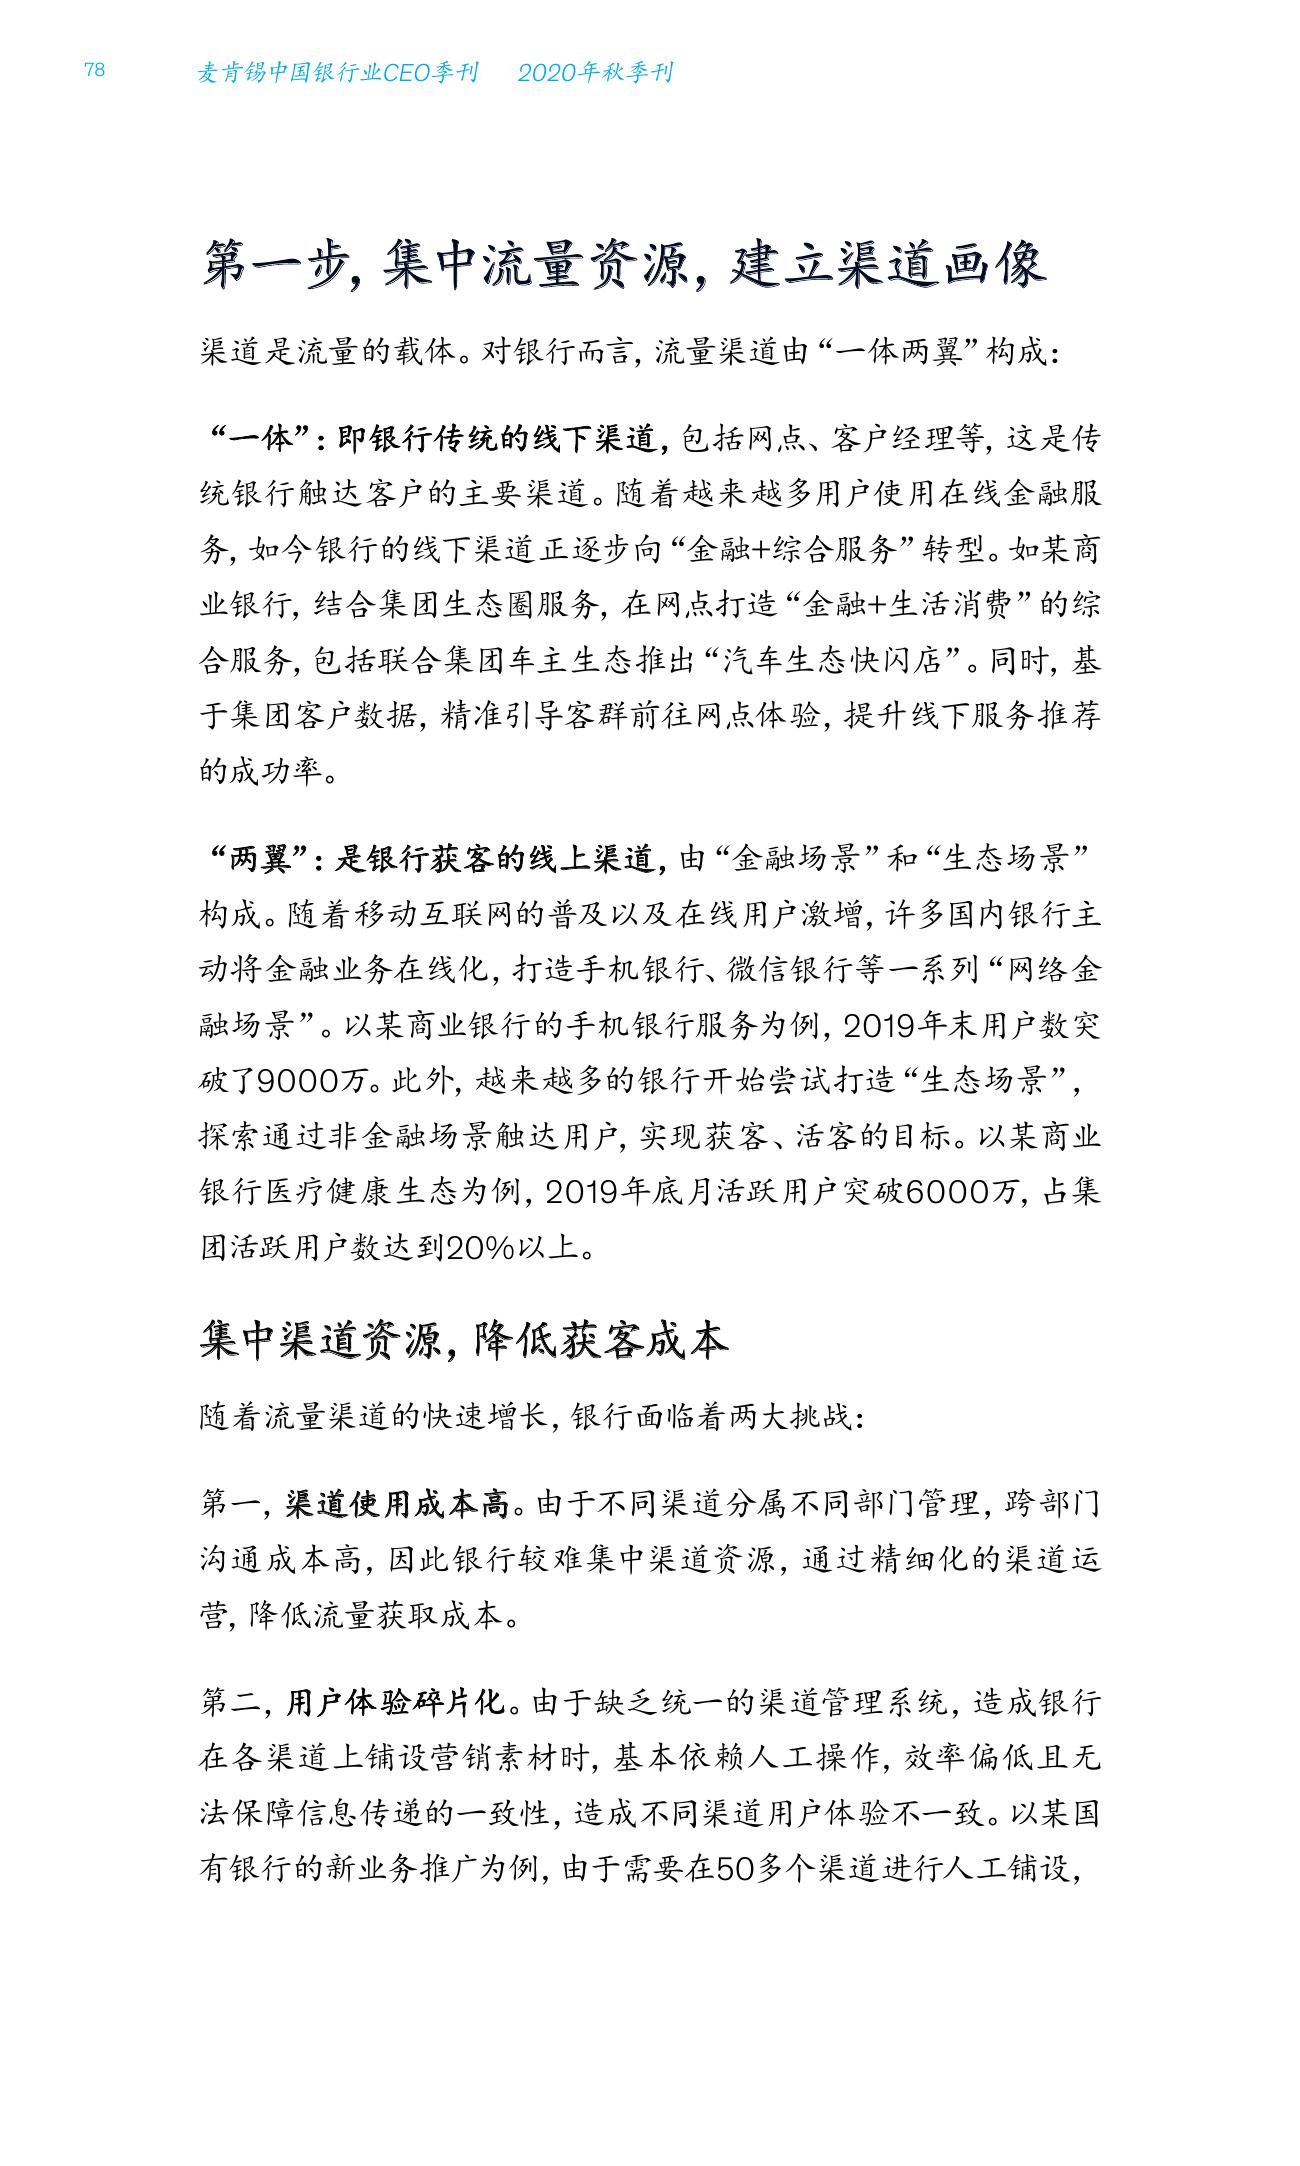 78
麦肯锡中国银行业CEO季刊 2020年秋季刊
第一步，集中流量资源，建立渠道画像
渠道是流量的载体。对银行而言，流量渠道由“一体两翼”构成：
“一体”：即银行传统的线下渠道，包括网点、客户经理等，这是传
统银行触达客户的主要渠道。随着越来越多用户使用在线金融服
务，如今银行的线下渠道正逐步向“金融+综合服务”转型。如某商
业银行，结合集团生态圈服务，在网点打造“金融+生活消费”的综
合服务，包括联合集团车主生态推出“汽车生态快闪店”。同时，基
于集团客户数据，精准引导客群前往网点体验，提升线下服务推荐
的成功率。
“两翼”：是银行获客的线上渠道，由“金融场景”和“生态场景”
构成。随着移动互联网的普及以及在线用户激增，许多国内银行主
动将金融业务在线化，打造手机银行、微信银行等一系列“网络金
融场景”。以某商业银行的手机银行服务为例，2019年末用户数突
破了9000万。此外，越来越多的银行开始尝试打造“生态场景”，
探索通过非金融场景触达用户，实现获客、活客的目标。以某商业
银行医疗健康生态为例，2019年底月活跃用户突破6000万，占集
团活跃用户数达到20%以上。
集中渠道资源，降低获客成本
随着流量渠道的快速增长，银行面临着两大挑战：
第一，渠道使用成本高。由于不同渠道分属不同部门管理，跨部门
沟通成本高，因此银行较难集中渠道资源，通过精细化的渠道运
营，降低流量获取成本。
第二，用户体验碎片化。由于缺乏统一的渠道管理系统，造成银行
在各渠道上铺设营销素材时，基本依赖人工操作，效率偏低且无
法保障信息传递的一致性，造成不同渠道用户体验不一致。以某国
有银行的新业务推广为例，由于需要在50多个渠道进行人工铺设，